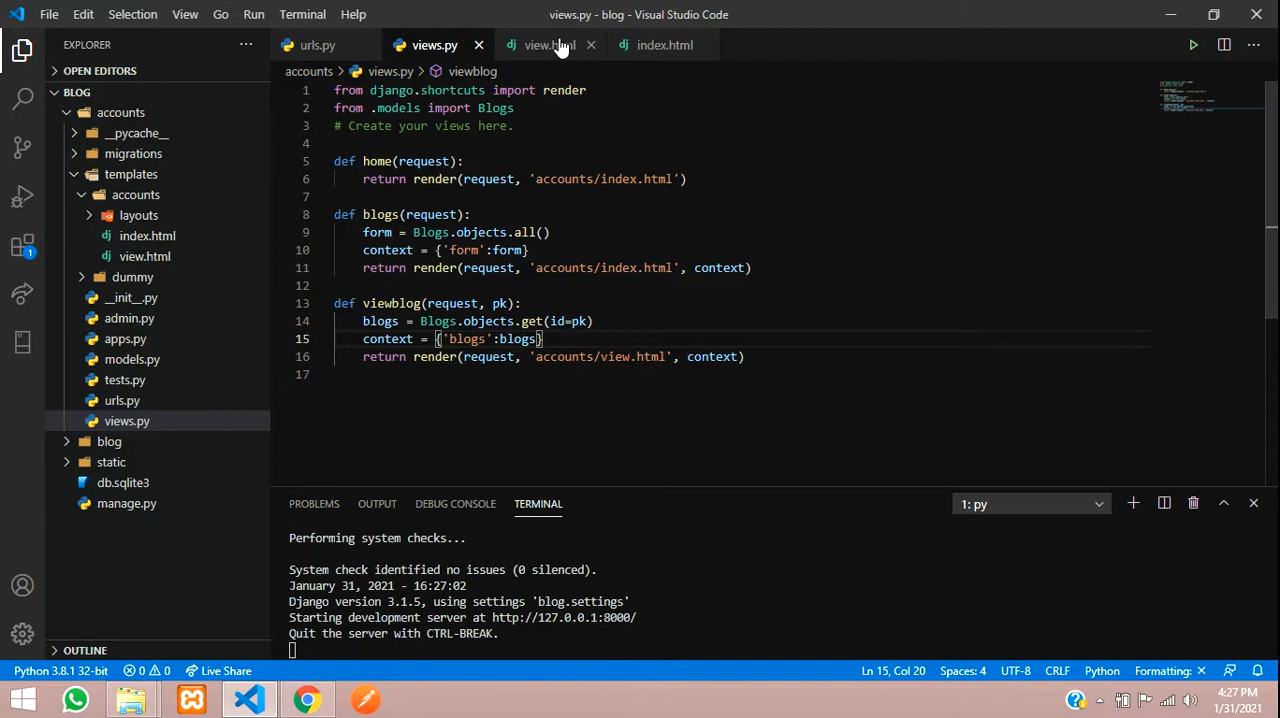 File Edit Selection View Go Run Terminal Help
views.py - blog - Visual Studio Code
EXPLORER
urls.py
views.py
view.html
index.html
OPEN EDITORS
accounts > views.py > viewblog
BLOG
accounts
__pycache__
migrations
templates
accounts
layouts
index.html
view.html
dummy
__init__.py
admin.py
apps.py
models.py
tests.py
urls.py
views.py
blog
static
db.sqlite3
manage.py
OUTLINE
1 from django.shortcuts import render
2 from .models import Blogs
3 # Create your views here.
4
5 def home(request):
6 return render(request, 'accounts/index.html')
7
8 def blogs(request):
9 form = Blogs.objects.all()
10 context = {'form':form}
11 return render(request, 'accounts/index.html', context)
12
13 def viewblog(request, pk):
14 blogs = Blogs.objects.get(id=pk)
15 context = {'blogs':blogs}
16 return render(request, 'accounts/view.html', context)
17
PROBLEMS OUTPUT DEBUG CONSOLE TERMINAL
1: py
Performing system checks...
System check identified no issues (0 silenced).
January 31, 2021 - 16:27:02
Django version 3.1.5, using settings 'blog.settings'
Starting development server at http://127.0.0.1:8000/
Quit the server with CTRL-BREAK.
1
Python 3.8.1 32-bit 0 0 Live Share
Ln 15, Col 20 Spaces: 4 UTF-8 CRLF Python Formatting: ×
4:27 PM
1/31/2021